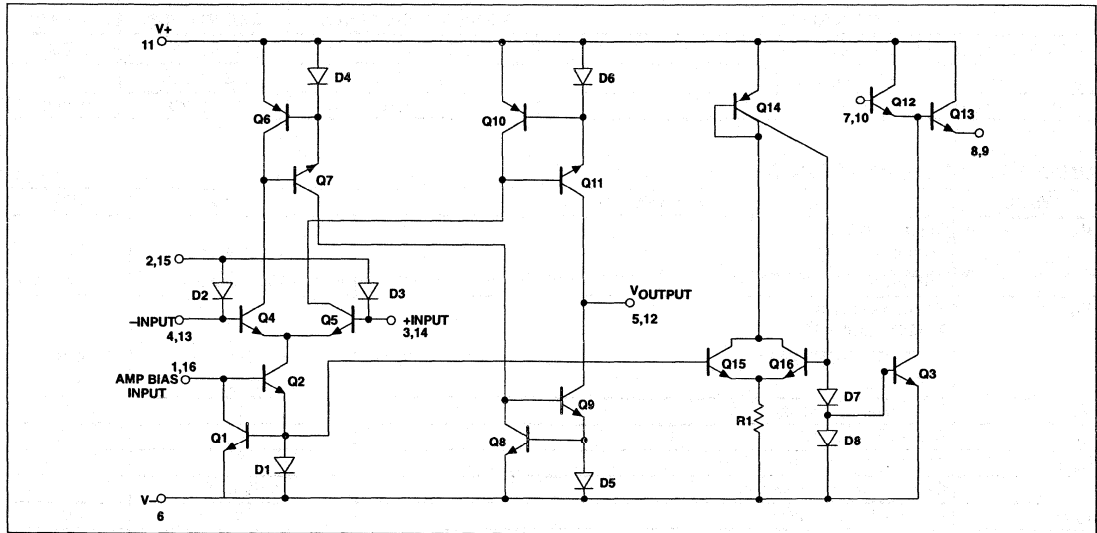 V+
11
D4
D6
Q6
Q10
Q14
Q12
7,10
Q13
8,9
Q7
Q11
2,15
D2
D3
VOUTPUT
5,12
–INPUT
4,13
Q4
Q5
+INPUT
3,14
1,16
AMP BIAS
INPUT
Q2
Q15
Q16
Q3
D7
R1
Q9
Q1
Q8
D8
D1
D5
V–
6